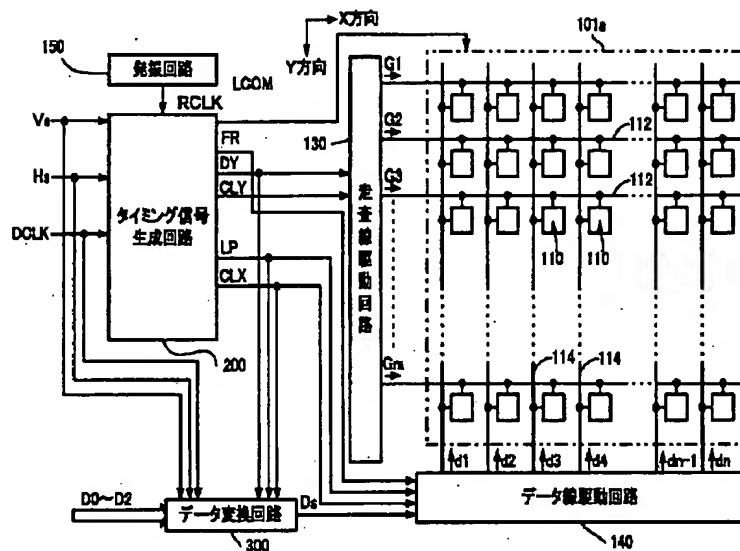 X方向
Y方向
101a
150
発振回路
LCOM
RCLK
Vs
Hs
DCLK
タイミング信号
生成回路
FR
DY
CLY
LP
CLX
200
130
走査線駆動回路
G1
G2
G3
Gm
112
112
110
110
114
114
d1
d2
d3
d4
dn-1
dn
D0～D2
データ変換回路
300
Ds
データ線駆動回路
140